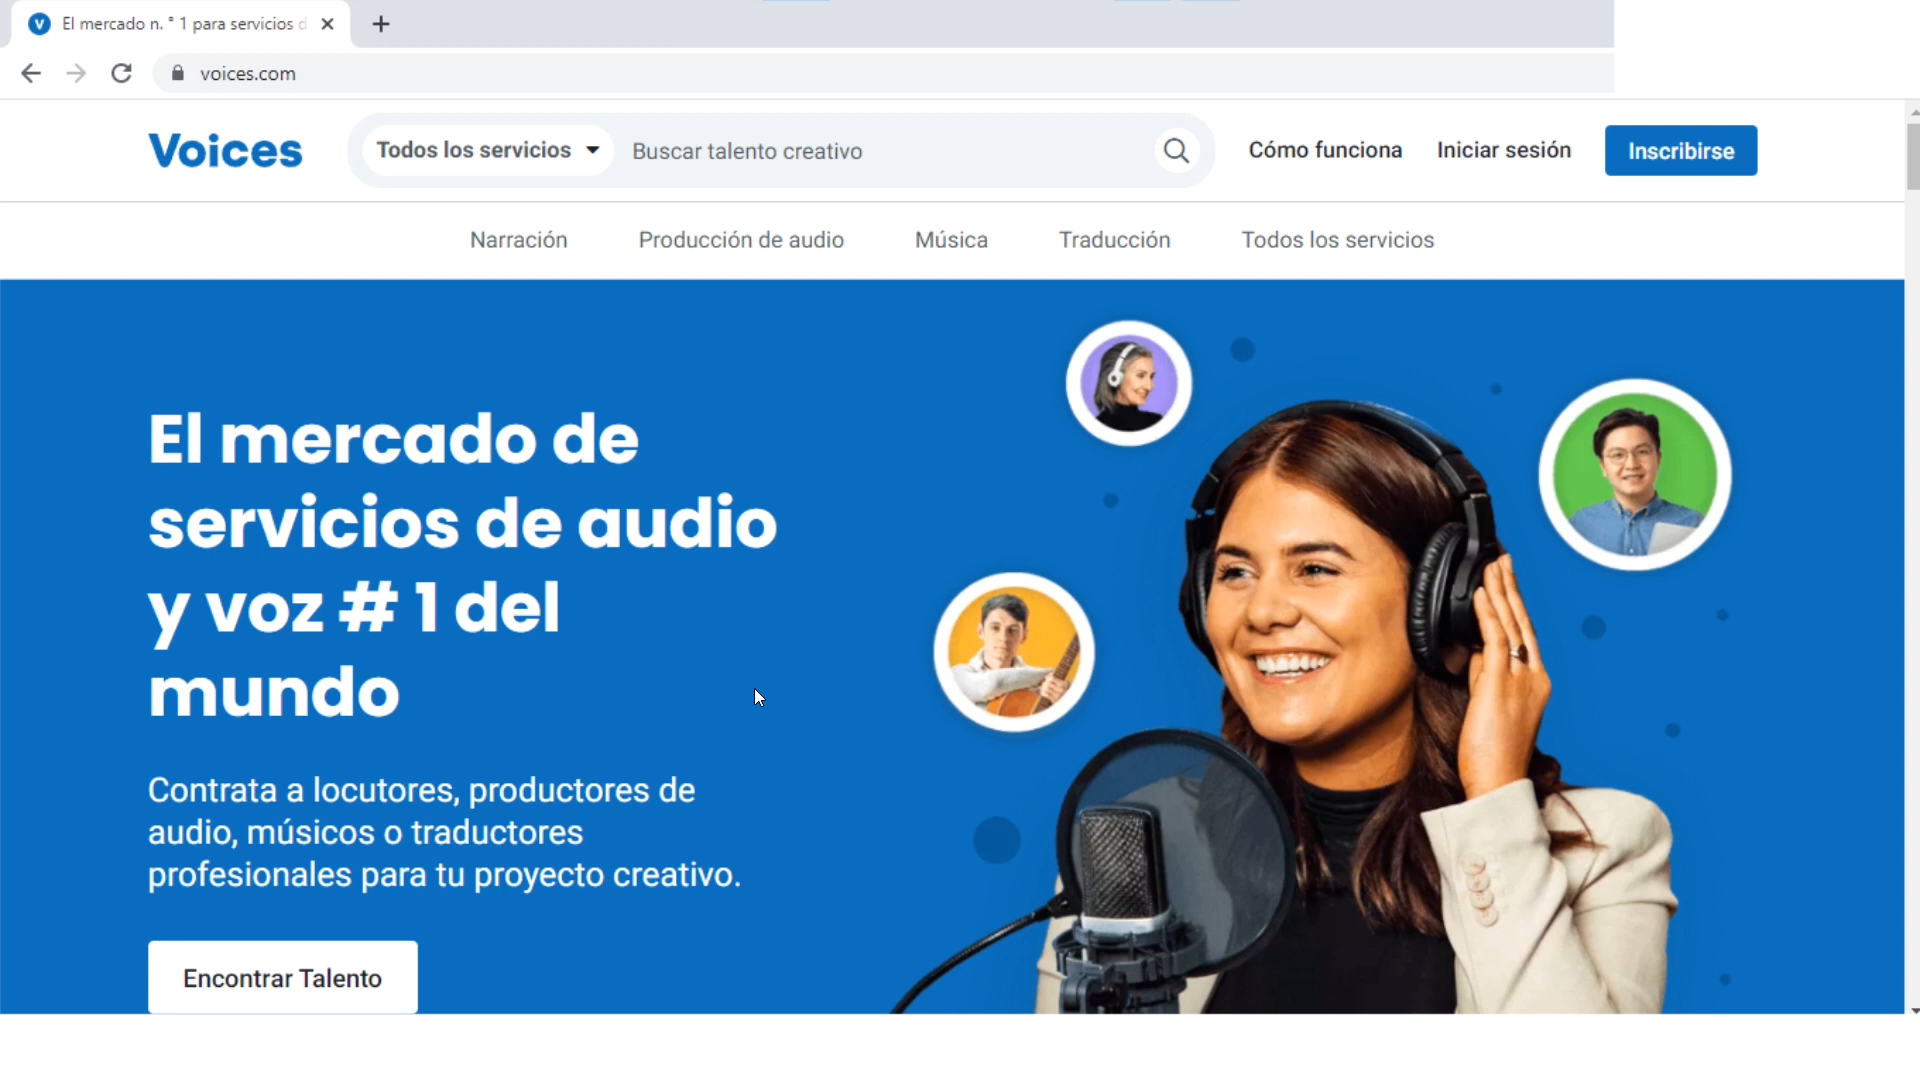 V El mercado n. ° 1 para servicios
voices.com
Voices
Todos los servicios
Buscar talento creativo
Cómo funciona
Iniciar sesión
Inscribirse
Narración
Producción de audio
Música
Traducción
Todos los servicios
El mercado de
servicios de audio
y voz # 1 del
mundo
Contrata a locutores, productores de
audio, músicos o traductores
profesionales para tu proyecto creativo.
Encontrar Talento